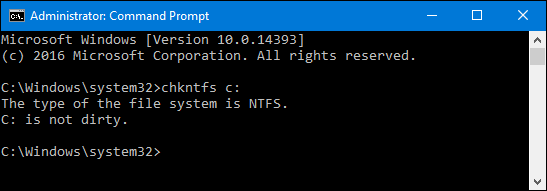 Administrator: Command Prompt
Microsoft Windows [Version 10.0.14393]
(c) 2016 Microsoft Corporation. All rights reserved.
C:\Windows\system32>chkntfs c:
The type of the file system is NTFS.
C: is not dirty.
C:\Windows\system32>